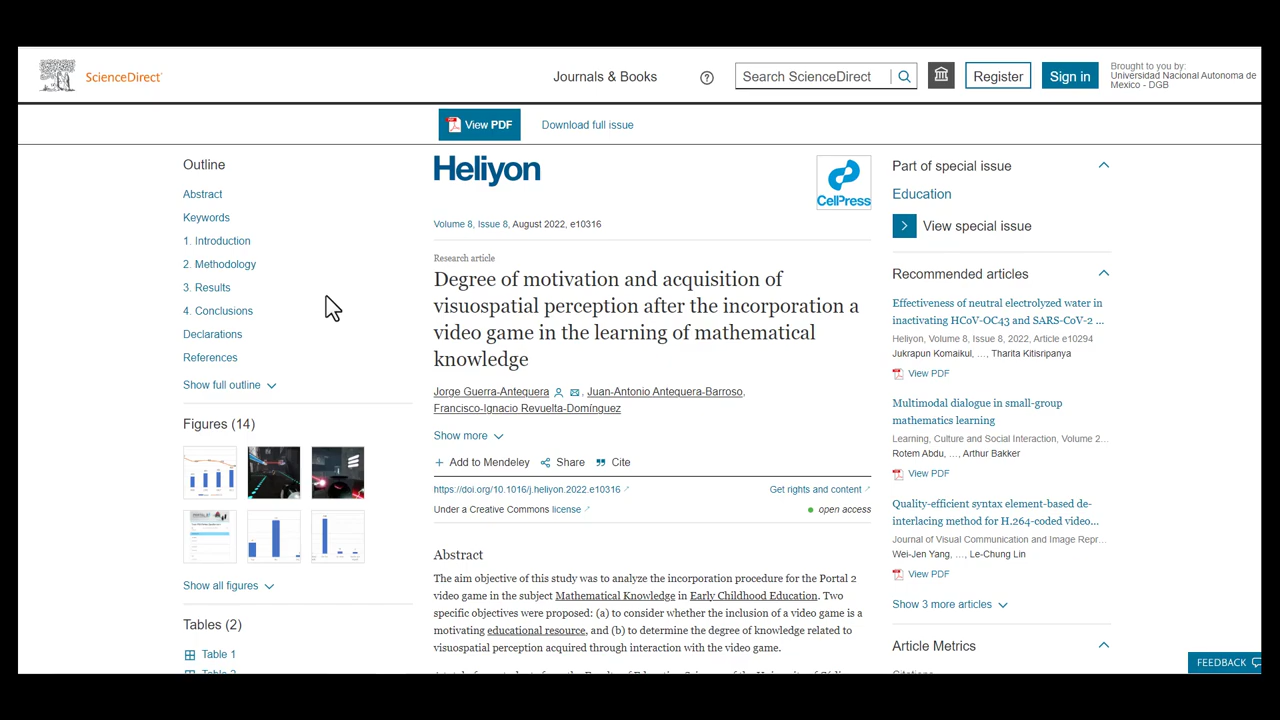 ScienceDirect
Journals & Books
?
Search ScienceDirect
Register
Sign in
Brought to you by:
Universidad Nacional Autonoma de
Mexico - DGB
View PDF
Download full issue
Outline
Abstract
Keywords
1. Introduction
2. Methodology
3. Results
4. Conclusions
Declarations
References
Show full outline
Figures (14)
Show all figures
Tables (2)
Table 1
Heliyon
CellPress
Volume 8, Issue 8, August 2022, e10316
Research article
Degree of motivation and acquisition of
visuospatial perception after the incorporation a
video game in the learning of mathematical
knowledge
Jorge Guerra-Antequera, Juan-Antonio Antequera-Barroso,
Francisco-Ignacio Revuelta-Domínguez
Show more
+ Add to Mendeley Share Cite
https://doi.org/10.1016/j.heliyon.2022.e10316
Get rights and content
Under a Creative Commons license
open access
Abstract
The aim objective of this study was to analyze the incorporation procedure for the Portal 2
video game in the subject Mathematical Knowledge in Early Childhood Education. Two
specific objectives were proposed: (a) to consider whether the inclusion of a video game is a
motivating educational resource, and (b) to determine the degree of knowledge related to
visuospatial perception acquired through interaction with the video game.
Part of special issue
Education
View special issue
Recommended articles
Effectiveness of neutral electrolyzed water in
inactivating HCoV-OC43 and SARS-CoV-2 ...
Heliyon, Volume 8, Issue 8, 2022, Article e10294
Jukrapun Komaikul, ..., Tharita Kitisripanya
View PDF
Multimodal dialogue in small-group
mathematics learning
Learning, Culture and Social Interaction, Volume 2...
Rotem Abdu, ..., Arthur Bakker
View PDF
Quality-efficient syntax element-based de-
interlacing method for H.264-coded video...
Journal of Visual Communication and Image Repr...
Wei-Jen Yang, ..., Le-Chung Lin
View PDF
Show 3 more articles
Article Metrics
FEEDBACK